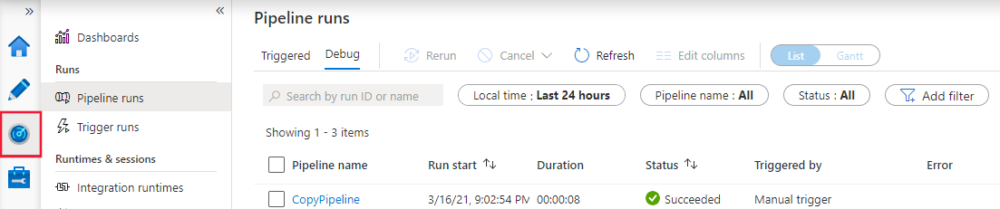 »
«
Dashboards
Runs
Pipeline runs
Trigger runs
Runtimes & sessions
Integration runtimes
Pipeline runs
Triggered Debug Rerun Cancel Refresh Edit columns List Gantt
Search by run ID or name Local time : Last 24 hours Pipeline name : All Status : All Add filter
Showing 1 - 3 items
Pipeline name Run start ↑↓ Duration Status ↑↓ Triggered by Error
CopyPipeline 3/16/21, 9:02:54 PM 00:00:08 Succeeded Manual trigger